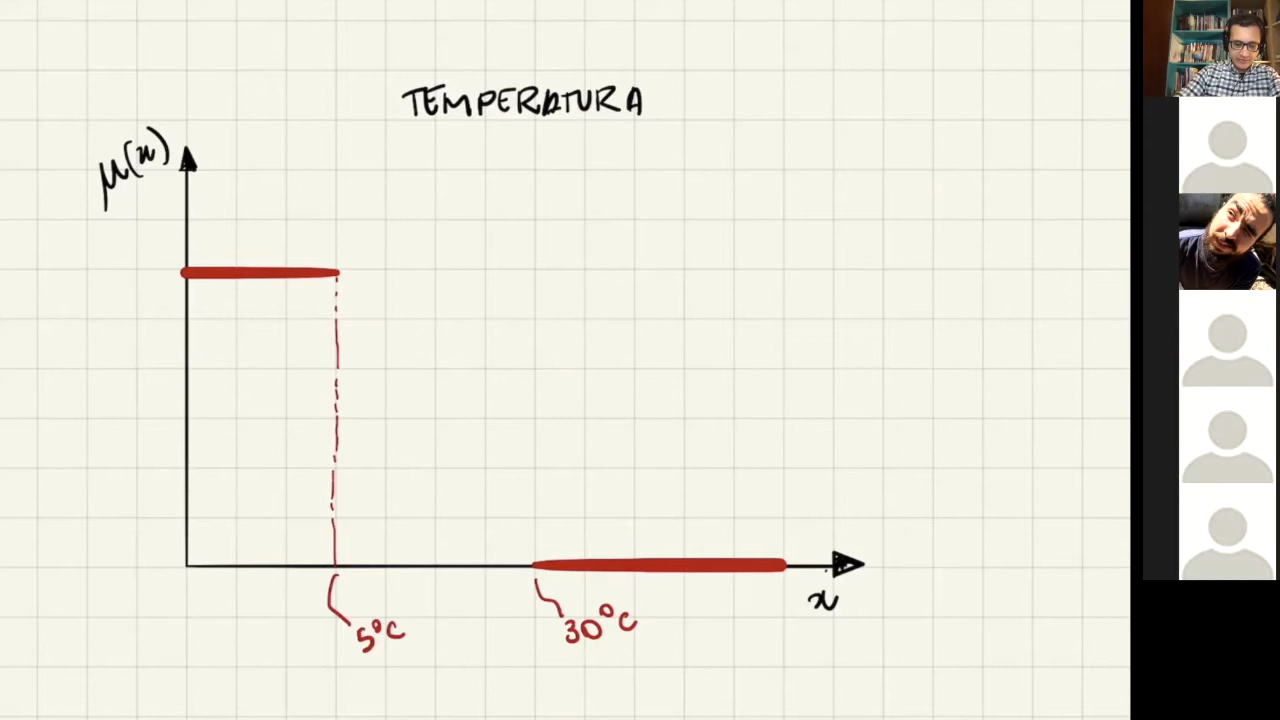 TEMPERATURA
μ(x)
x
5°C
30°C